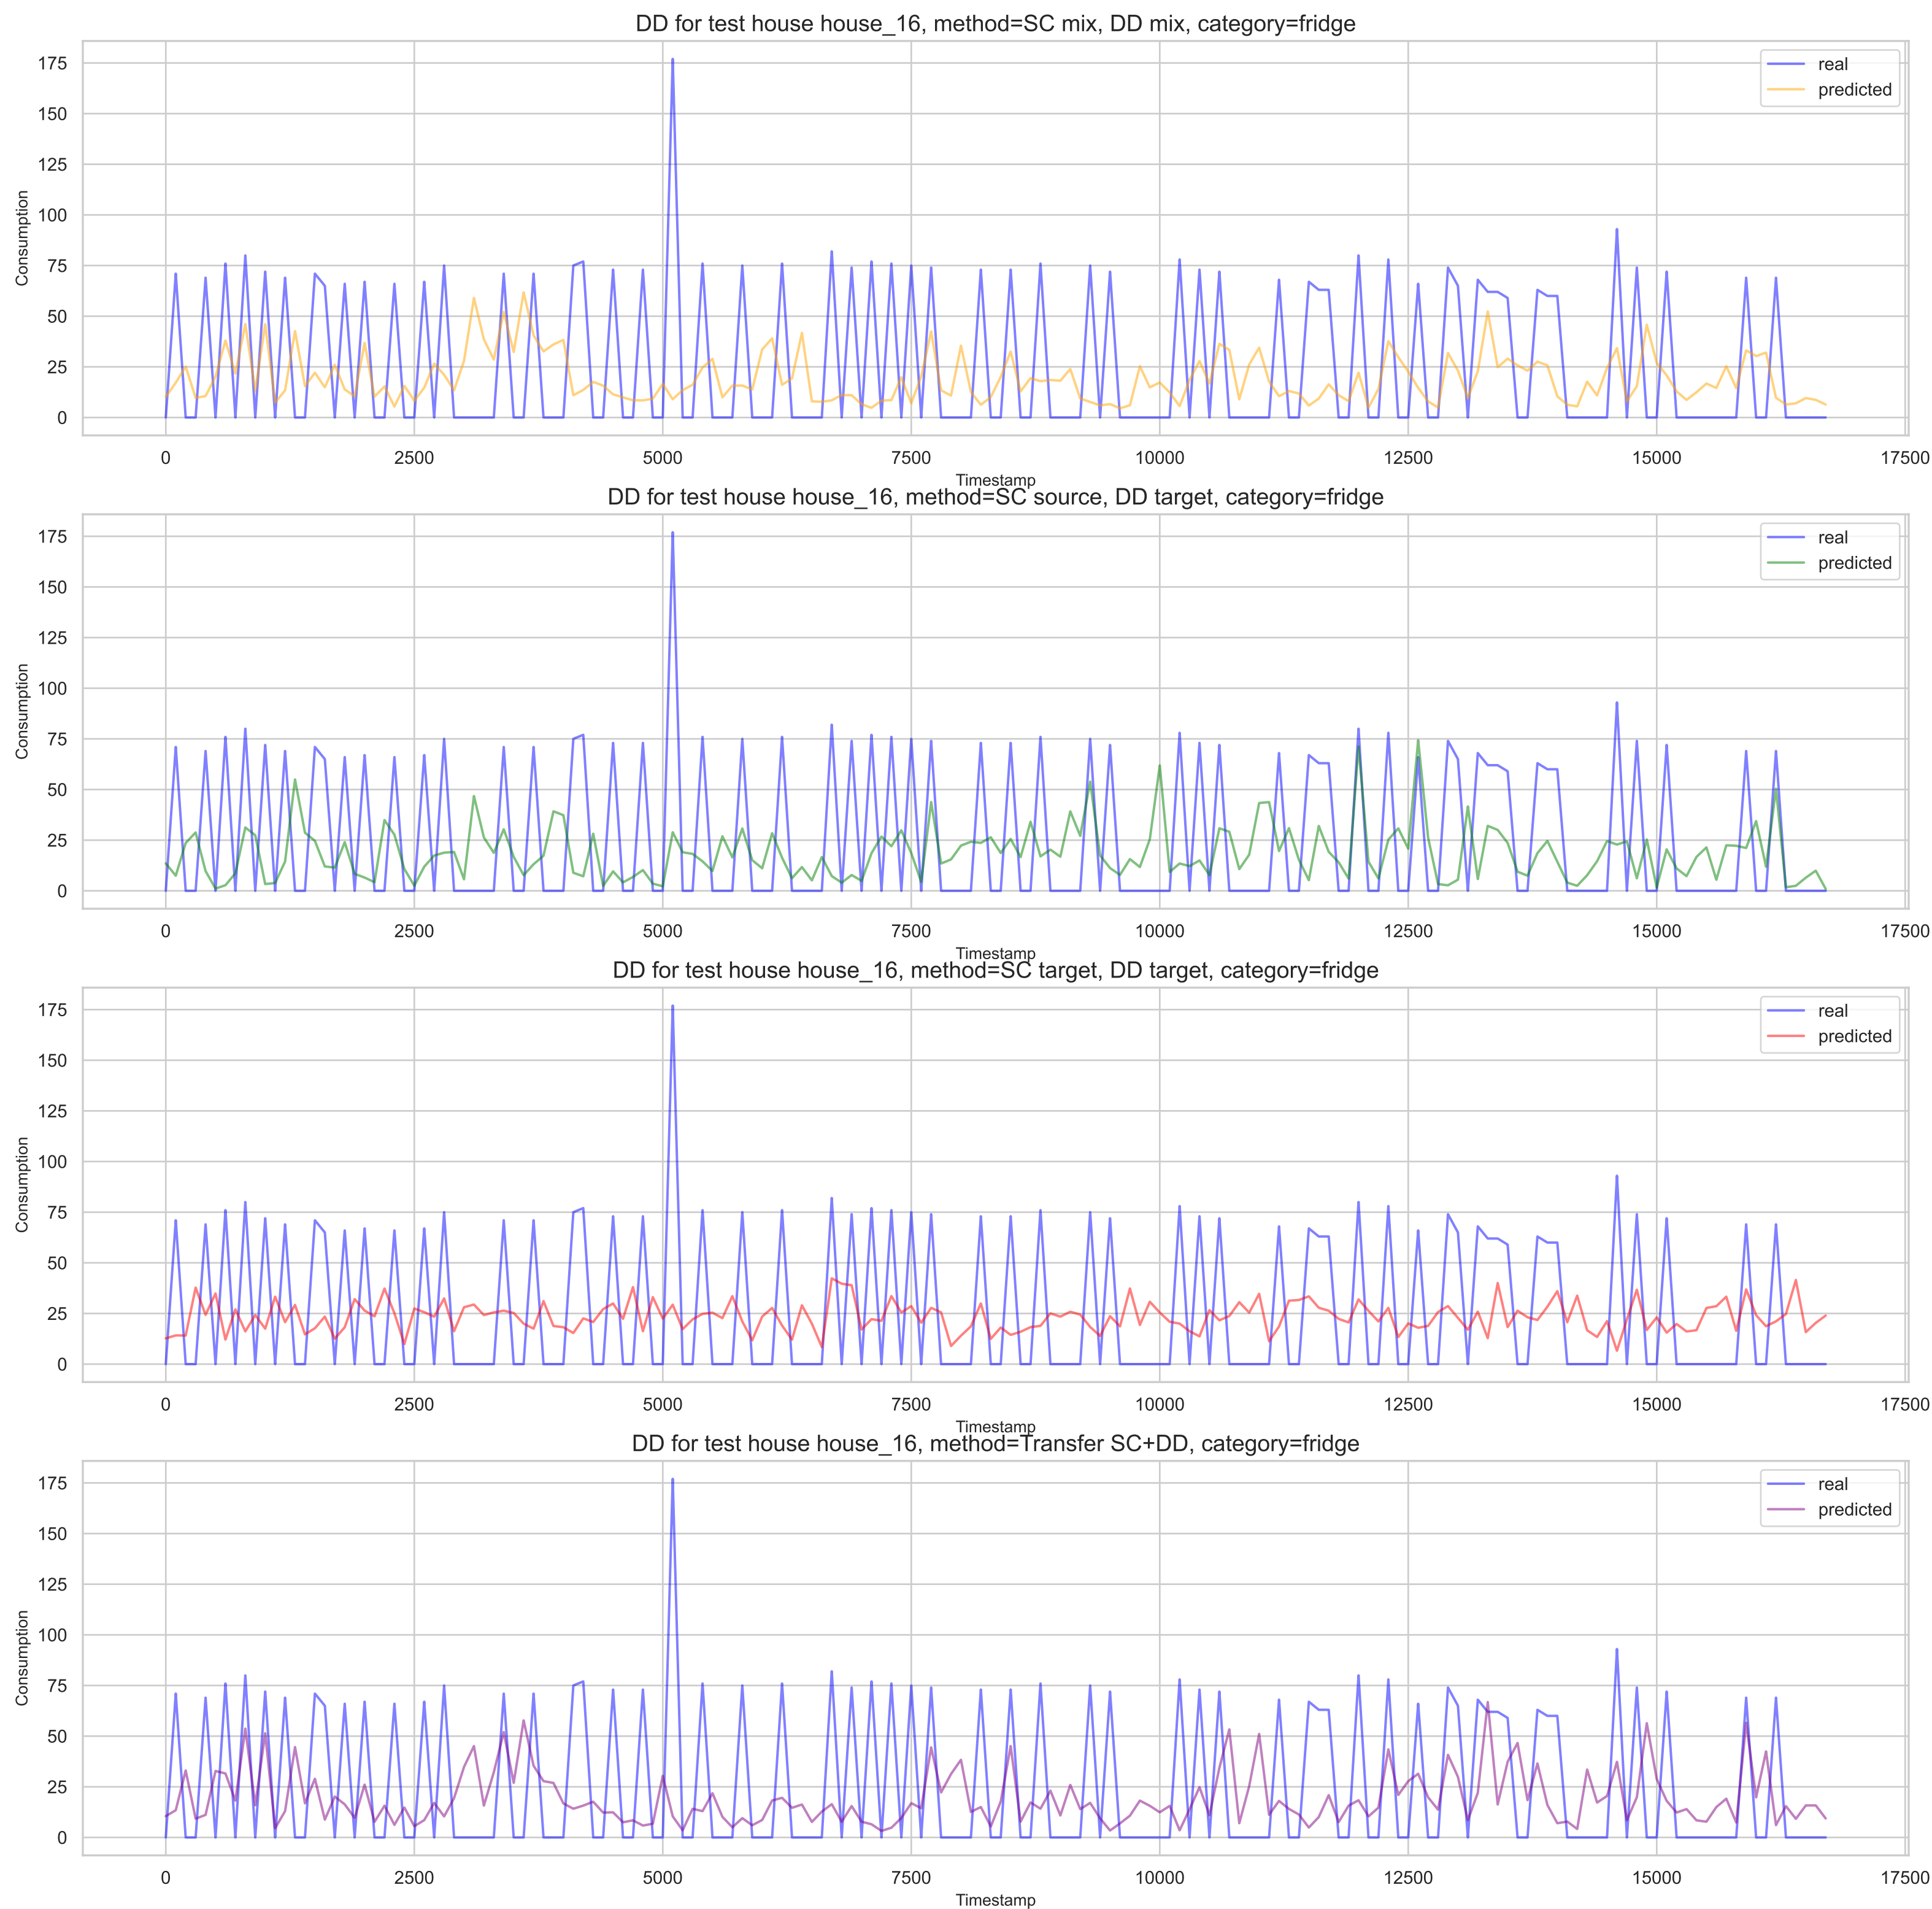 DD for test house house_16, method=SC mix, DD mix, category=fridge
175
150
125
100
75
50
25
0
Consumption
real
predicted
0 2500 5000 7500 10000 12500 15000 17500
Timestamp
DD for test house house_16, method=SC source, DD target, category=fridge
175
150
125
100
75
50
25
0
Consumption
real
predicted
0 2500 5000 7500 10000 12500 15000 17500
Timestamp
DD for test house house_16, method=SC target, DD target, category=fridge
175
150
125
100
75
50
25
0
Consumption
real
predicted
0 2500 5000 7500 10000 12500 15000 17500
Timestamp
DD for test house house_16, method=Transfer SC+DD, category=fridge
175
150
125
100
75
50
25
0
Consumption
real
predicted
0 2500 5000 7500 10000 12500 15000 17500
Timestamp